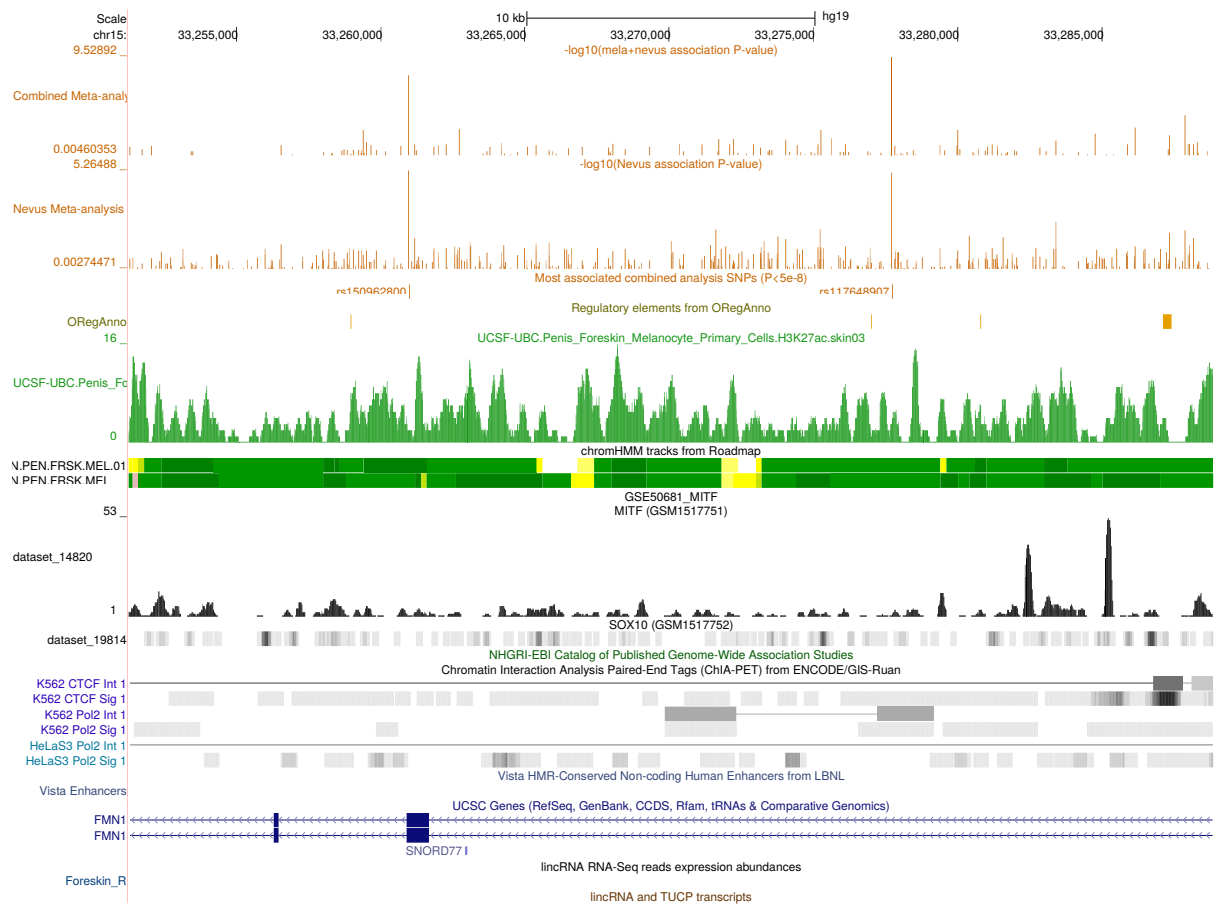 Scale 10 kb hg19
chr15: 33,255,000 33,260,000 33,265,000 33,270,000 33,275,000 33,280,000 33,285,000
9.52892 _ -log10(mela+nevus association P-value)
Combined Meta-analy
0.00460353 _
5.26488 _ -log10(Nevus association P-value)
Nevus Meta-analysis
0.00274471 _
Most associated combined analysis SNPs (P<5e-8)
rs150962800 rs117648907
Regulatory elements from ORegAnno
ORegAnno
16 _ UCSF-UBC.Penis_Foreskin_Melanocyte_Primary_Cells.H3K27ac.skin03
UCSF-UBC.Penis_Fo
0
chromHMM tracks from Roadmap
N.PEN.FRSK.MEL.01
N.PEN.FRSK.MEL
GSE50681_MITF
53 _ MITF (GSM1517751)
dataset_14820
1 _
SOX10 (GSM1517752)
dataset_19814
NHGRI-EBI Catalog of Published Genome-Wide Association Studies
Chromatin Interaction Analysis Paired-End Tags (ChIA-PET) from ENCODE/GIS-Ruan
K562 CTCF Int 1
K562 CTCF Sig 1
K562 Pol2 Int 1
K562 Pol2 Sig 1
HeLaS3 Pol2 Int 1
HeLaS3 Pol2 Sig 1
Vista HMR-Conserved Non-coding Human Enhancers from LBNL
Vista Enhancers
UCSC Genes (RefSeq, GenBank, CCDS, Rfam, tRNAs & Comparative Genomics)
FMN1
FMN1
SNORD77
lincRNA RNA-Seq reads expression abundances
Foreskin_R
lincRNA and TUCP transcripts